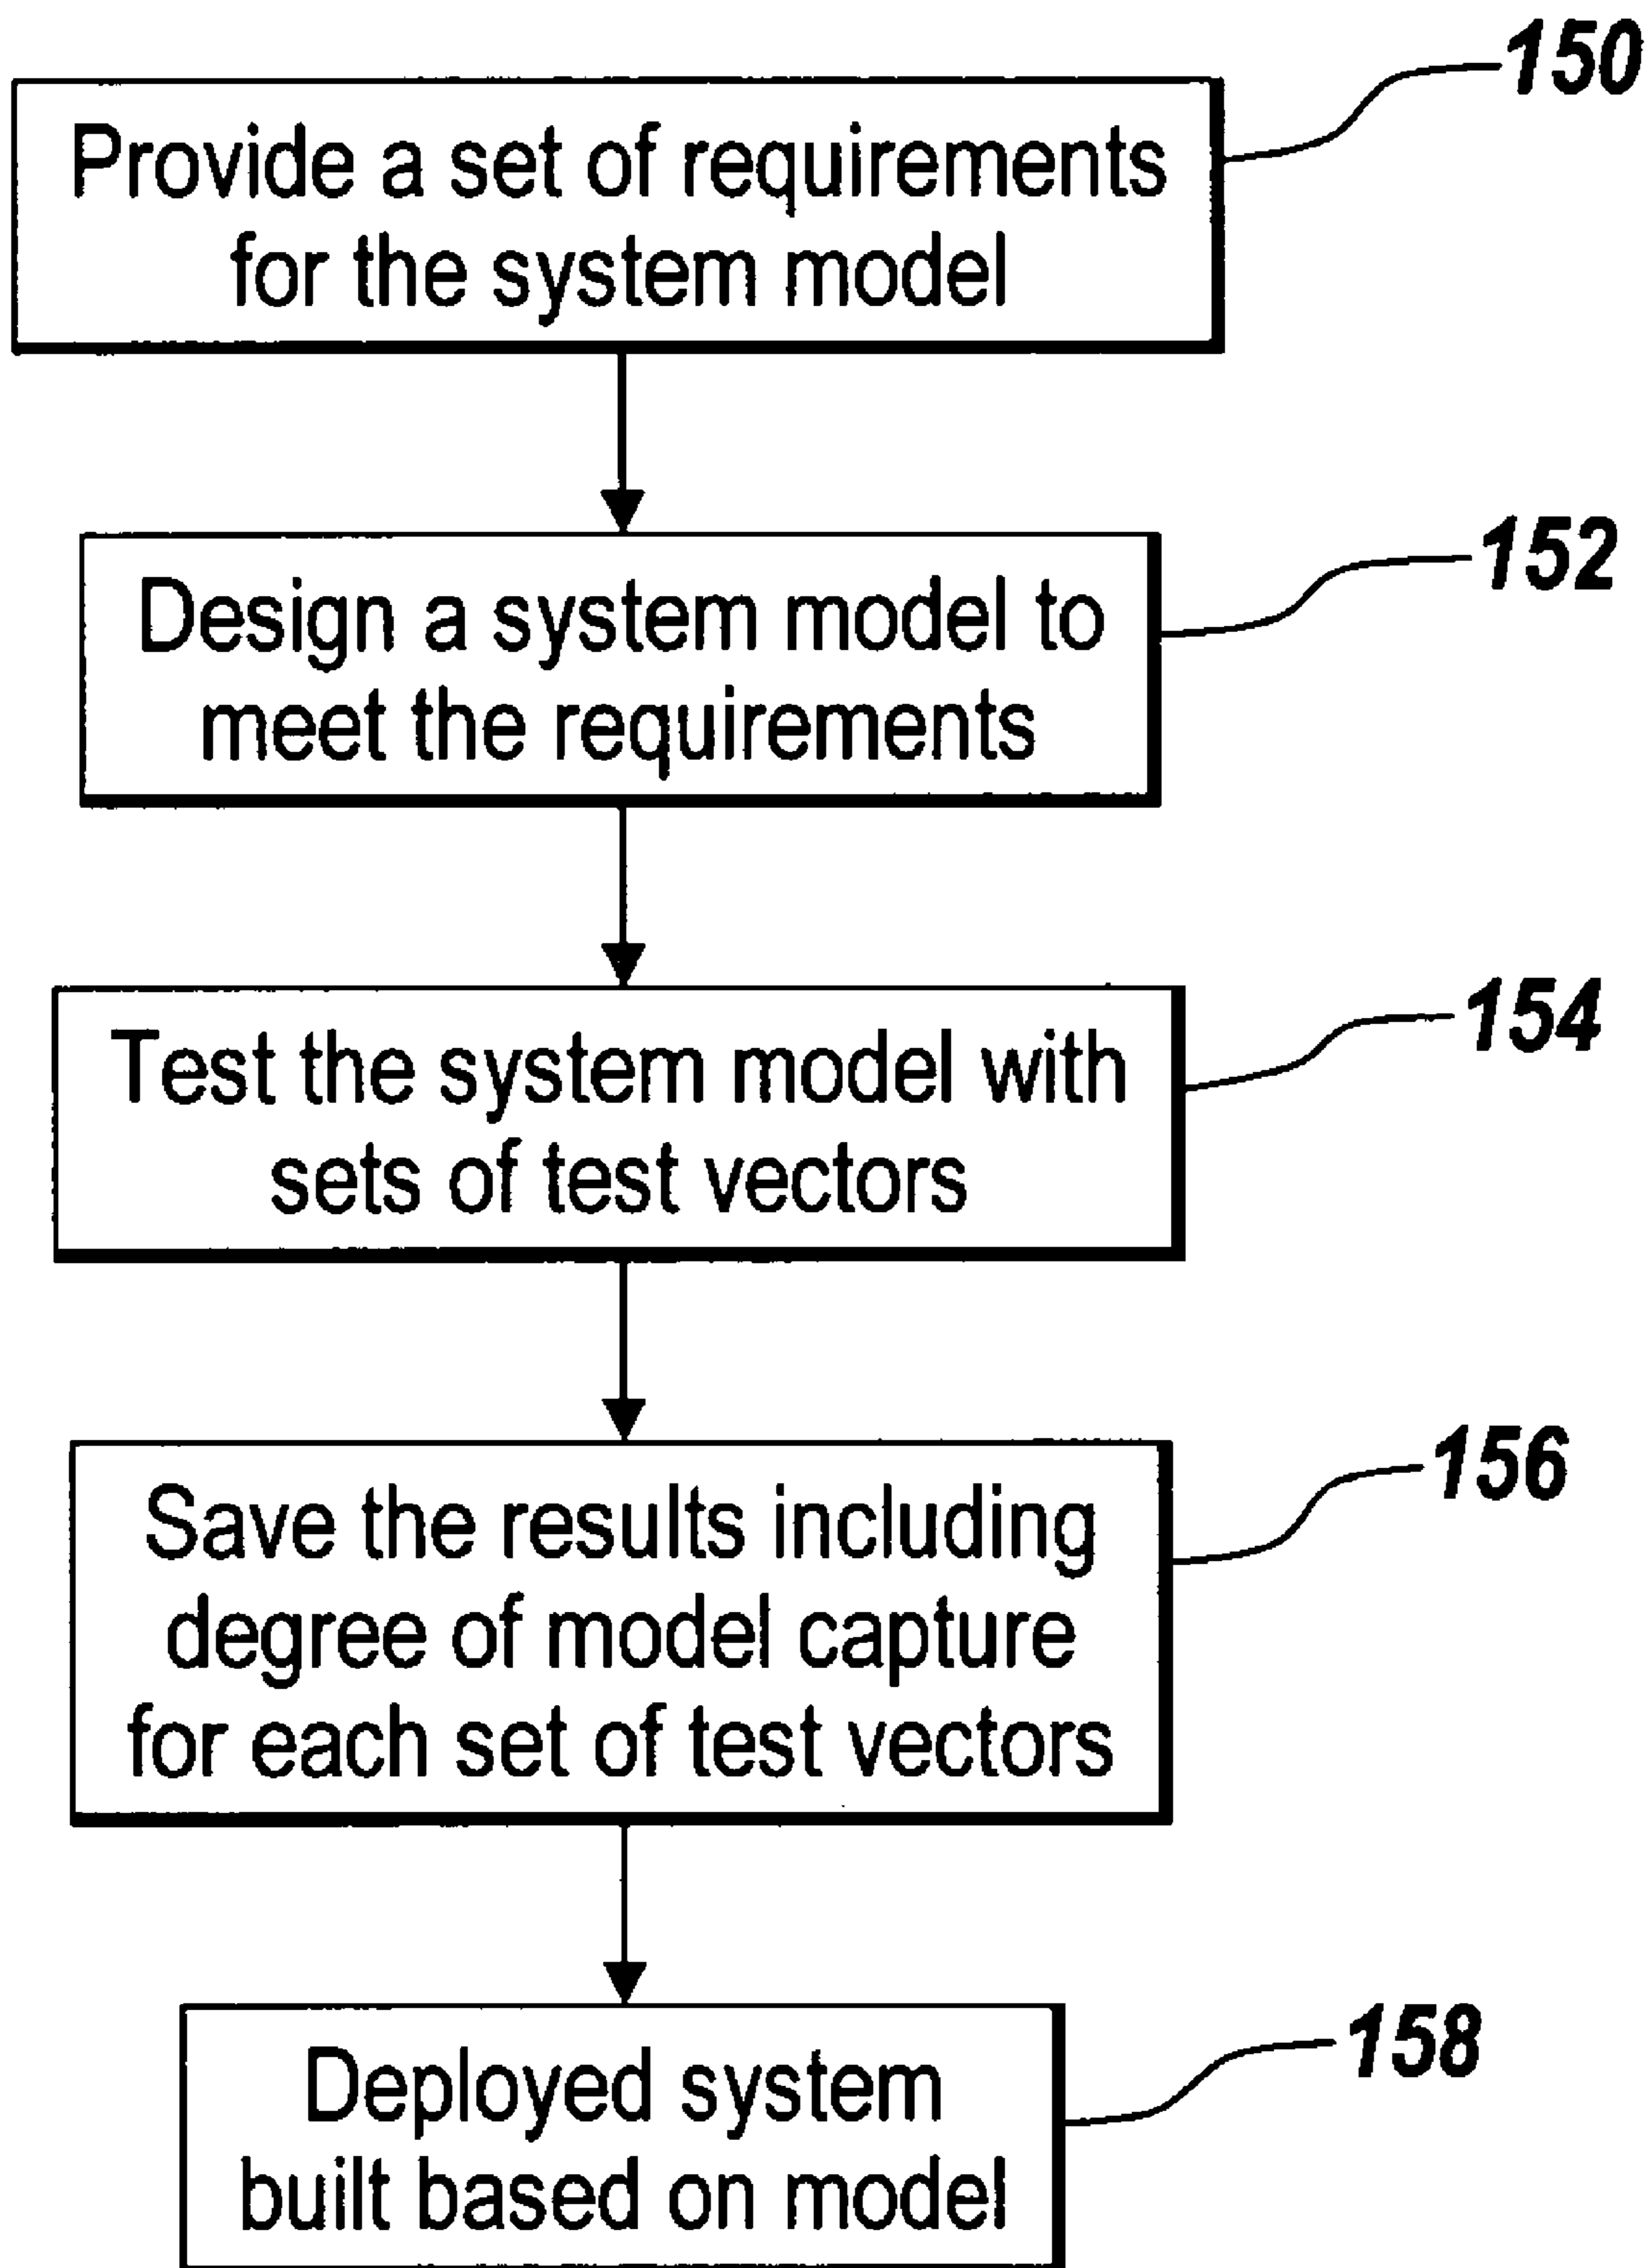 150
Provide a set of requirements
for the system model
152
Design a system model to
meet the requirements
154
Test the system model with
sets of test vectors
156
Save the results including
degree of model capture
for each set of test vectors
158
Deployed system
built based on model